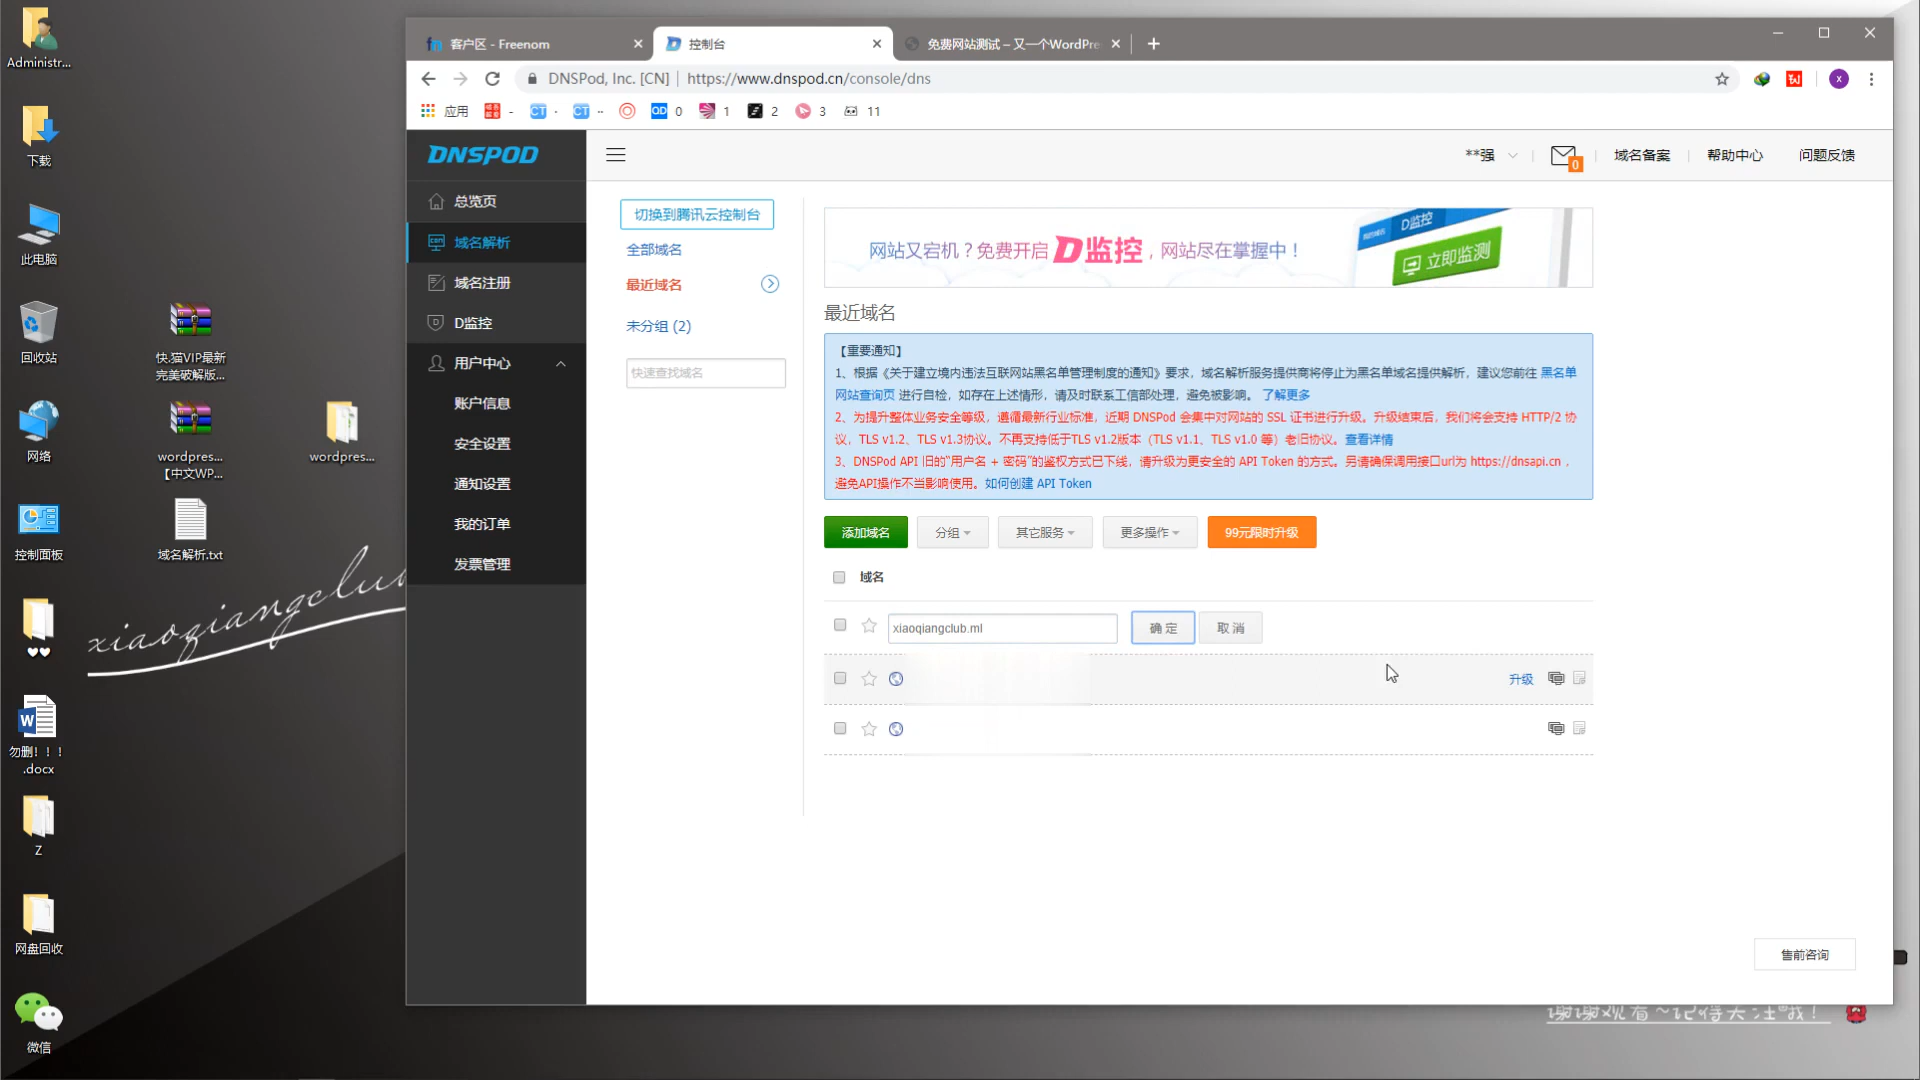 Administr...
下载
此电脑
回收站
网络
控制面板
勿删！！！
.docx
Z
网盘回收
微信
快.猫VIP最新
完美破解版...
wordpres...
【中文WP...
域名解析.txt
wordpres...
xiaoqiangclu
客户区 - Freenom
控制台
免费网站测试 – 又一个WordPre
DNSPod, Inc. [CN] | https://www.dnspod.cn/console/dns
应用 - CT · CT ·· QD 0 1 2 3 11
DNSPOD
总览页
域名解析
域名注册
D监控
用户中心
账户信息
安全设置
通知设置
我的订单
发票管理
**强 0 域名备案 帮助中心 问题反馈
切换到腾讯云控制台
全部域名
最近域名
未分组 (2)
快速查找域名
网站又宕机？免费开启 D监控，网站尽在掌握中！
D监控
立即监测
最近域名
【重要通知】
1、根据《关于建立境内违法互联网站黑名单管理制度的通知》要求，域名解析服务提供商将停止为黑名单域名提供解析，建议您前往 黑名单
网站查询页 进行自检，如存在上述情形，请及时联系工信部处理，避免被影响。 了解更多
2、为提升整体业务安全等级，遵循最新行业标准，近期 DNSPod 会集中对网站的 SSL 证书进行升级。升级结束后，我们将会支持 HTTP/2 协
议，TLS v1.2、TLS v1.3协议。不再支持低于TLS v1.2版本（TLS v1.1、TLS v1.0 等）老旧协议。查看详情
3、DNSPod API 旧的“用户名 + 密码”的鉴权方式已下线，请升级为更安全的 API Token 的方式。另请确保调用接口url为 https://dnsapi.cn ，
避免API操作不当影响使用。如何创建 API Token
添加域名 分组 其它服务 更多操作 99元限时升级
域名
xiaoqiangclub.ml 确 定 取 消
升级
售前咨询
谢谢观看~记得关注哦！